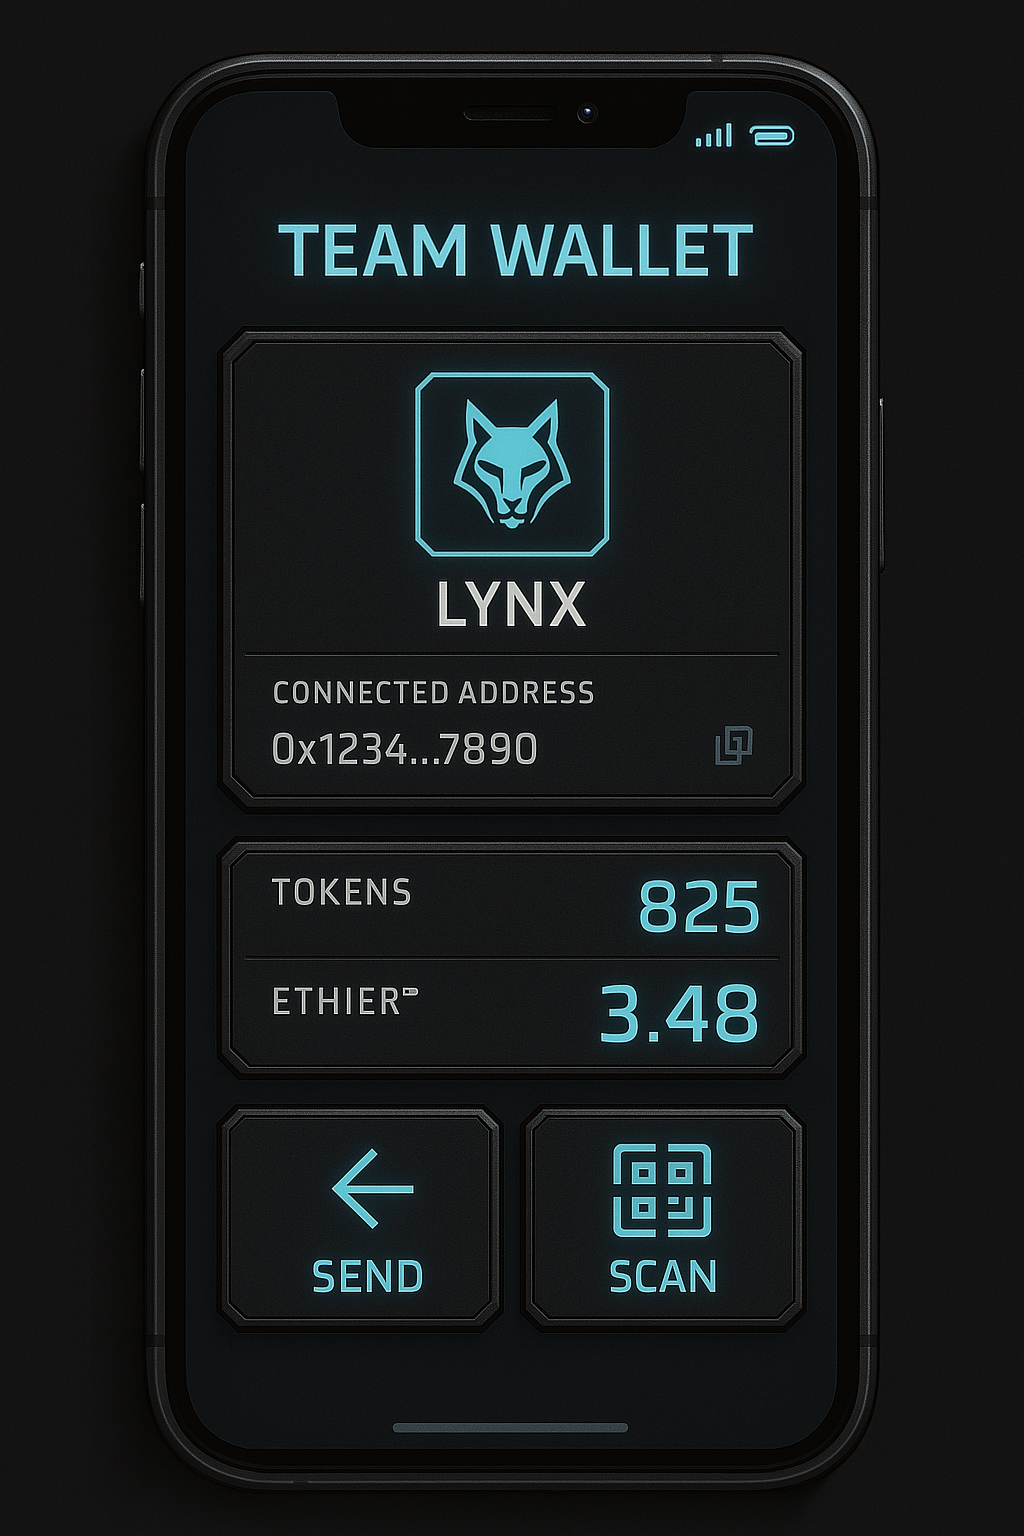 TEAM WALLET
LYNX
CONNECTED ADDRESS
0x1234...7890
TOKENS
825
ETHIER
3.48
SEND
SCAN